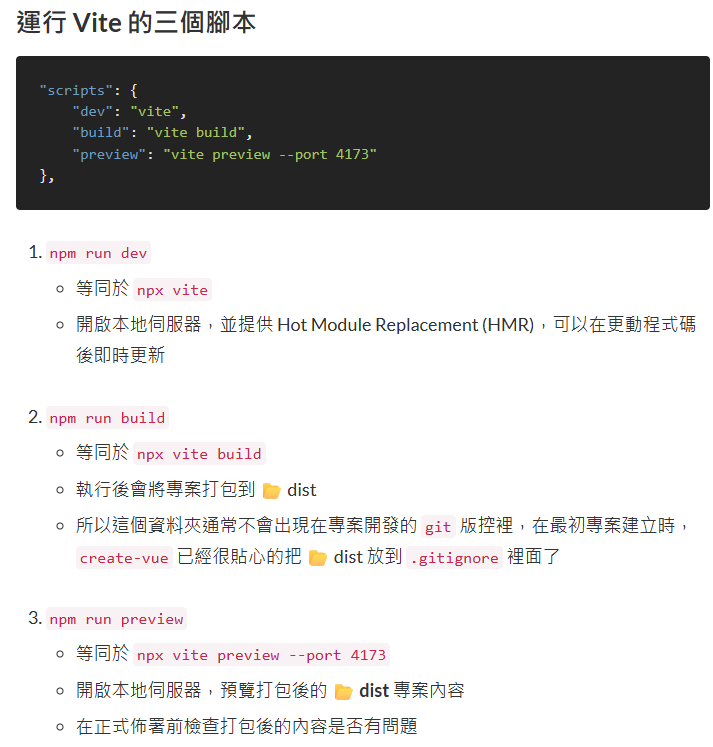 運行 Vite 的三個腳本
"scripts": {
    "dev": "vite",
    "build": "vite build",
    "preview": "vite preview --port 4173"
},
1. npm run dev
等同於 npx vite
開啟本地伺服器，並提供 Hot Module Replacement (HMR)，可以在更動程式碼
後即時更新
2. npm run build
等同於 npx vite build
執行後會將專案打包到 📂 dist
所以這個資料夾通常不會出現在專案開發的 git 版控裡，在最初專案建立時，
create-vue 已經很貼心的把 📂 dist 放到 .gitignore 裡面了
3. npm run preview
等同於 npx vite preview --port 4173
開啟本地伺服器，預覽打包後的 📂 dist 專案內容
在正式佈署前檢查打包後的內容是否有問題